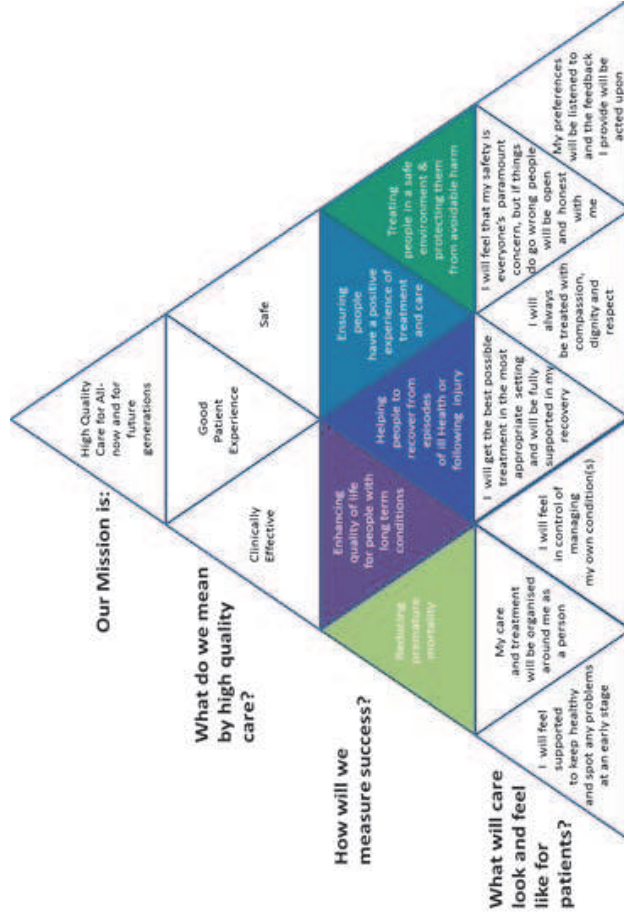 Our Mission is:
High Quality
Care for All-
now and for
future
generations
What do we mean
by high quality
care?
Clinically
Effective
Good
Patient
Experience
Safe
How will we
measure success?
Reducing
premature
mortality
Enhancing
quality of life
for people with
long term
conditions
Helping
people to
recover from
episodes
of ill Health or
following injury
Ensuring
people
have a positive
experience of
treatment
and care
Treating
people in a safe
environment &
protecting them
from avoidable harm
What will care
look and feel
like for
patients?
I will feel
supported
to keep healthy
and spot any problems
at an early stage
My care
and treatment
will be organised
around me as
a person
I will feel
in control of
managing
my own condition(s)
I will get the best possible
treatment in the most
appropriate setting
and will be fully
supported in my
recovery
I will
always
be treated with
compassion,
dignity and
respect
I will feel that my safety is
everyone's paramount
concern, but if things
do go wrong people
will be open
and honest
with
me
My preferences
will be listened to
and the feedback
I provide will be
acted upon